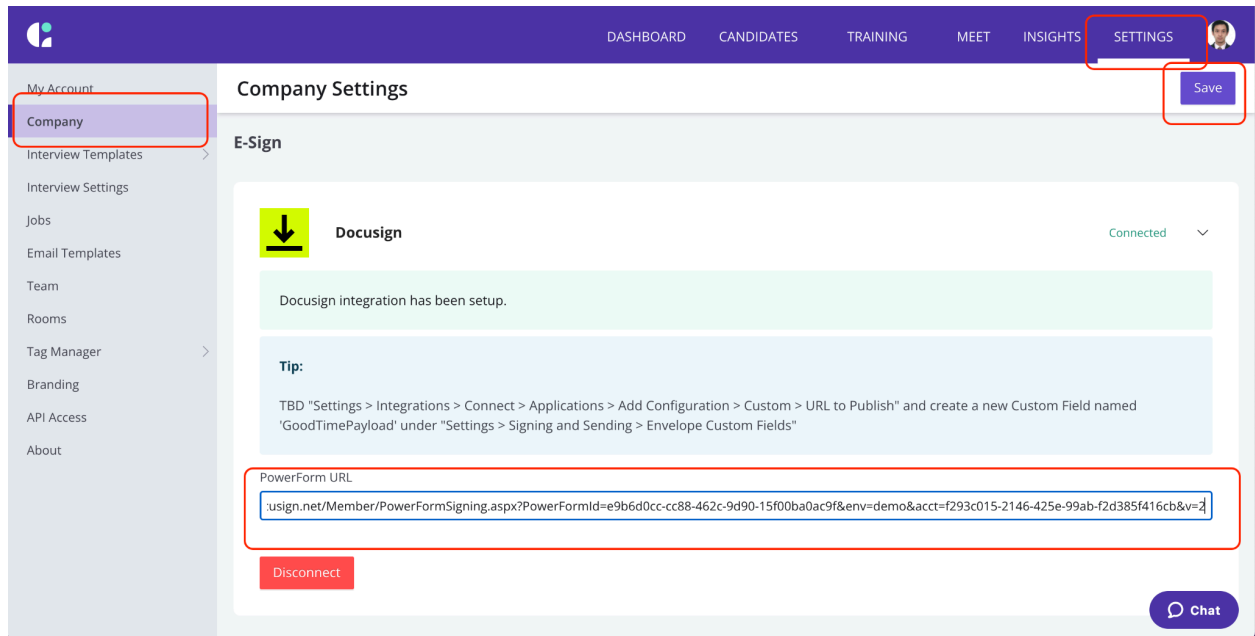 DASHBOARD CANDIDATES TRAINING MEET INSIGHTS SETTINGS
My Account
Company
Interview Templates
Interview Settings
Jobs
Email Templates
Team
Rooms
Tag Manager
Branding
API Access
About
Company Settings
Save
E-Sign
Docusign
Connected
Docusign integration has been setup.
Tip:
TBD "Settings > Integrations > Connect > Applications > Add Configuration > Custom > URL to Publish" and create a new Custom Field named
'GoodTimePayload' under "Settings > Signing and Sending > Envelope Custom Fields"
PowerForm URL
:usign.net/Member/PowerFormSigning.aspx?PowerFormId=e9b6d0cc-cc88-462c-9d90-15f00ba0ac9f&env=demo&acct=f293c015-2146-425e-99ab-f2d385f416cb&v=2
Disconnect
Chat